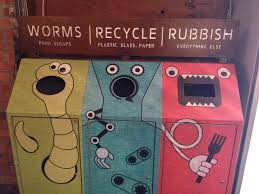 WORMS | RECYCLE | RUBBISH
FOOD SCRAPS PLASTIC, GLASS, PAPER EVERYTHING ELSE